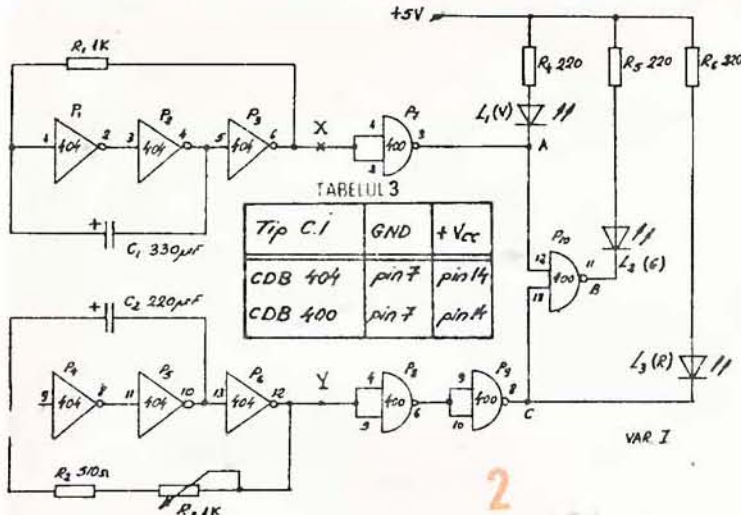 +5V
R1 1K
R4 220
R5 220
R6 320
P1
P2
P3
1
404
2
3
404
4
5
404
6
X
P7
1
2
400
3
L1 (V)
A
C1 330µF
TABELUL 3
Tip C.I GND +Vcc
CDB 404 pin 7 pin 14
CDB 400 pin 7 pin 14
P10
12
13
400
11
B
L2 (G)
C2 220µF
P4
P5
P6
9
404
8
11
404
10
13
404
12
Y
P8
4
5
400
6
P9
9
10
400
8
C
L3 (R)
VAR. I
R2 510Ω
1K
2